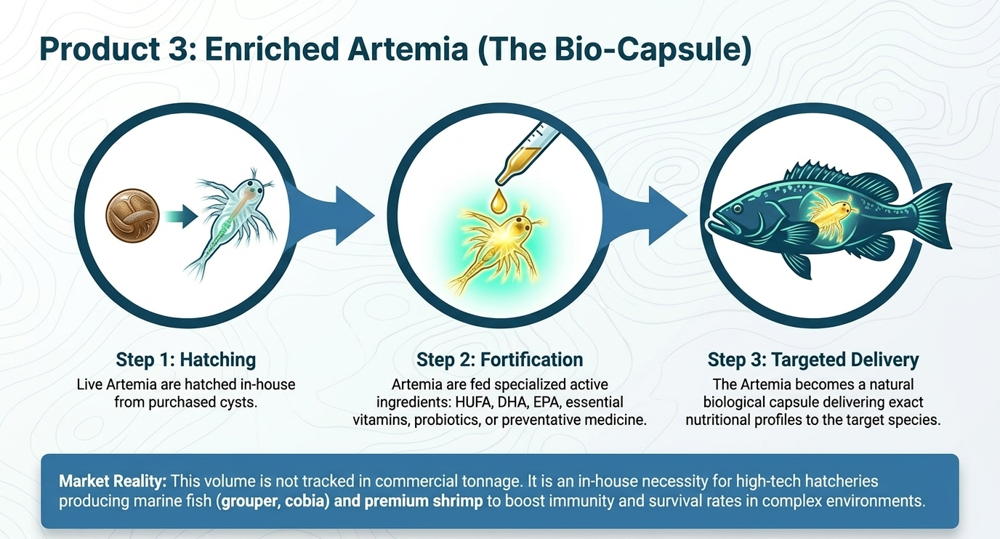 Product 3: Enriched Artemia (The Bio-Capsule)
Step 1: Hatching
Live Artemia are hatched in-house
from purchased cysts.
Step 2: Fortification
Artemia are fed specialized active
ingredients: HUFA, DHA, EPA, essential
vitamins, probiotics, or preventative medicine.
Step 3: Targeted Delivery
The Artemia becomes a natural
biological capsule delivering exact
nutritional profiles to the target species.
Market Reality: This volume is not tracked in commercial tonnage. It is an in-house necessity for high-tech hatcheries
producing marine fish (grouper, cobia) and premium shrimp to boost immunity and survival rates in complex environments.